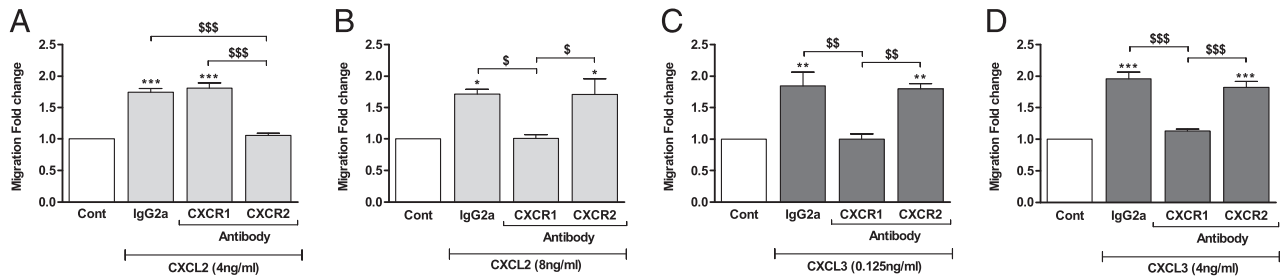 A
$$$
$$$
***
***
Migration Fold change
2.5
2.0
1.5
1.0
0.5
0.0
Cont
IgG2a
CXCR1
CXCR2
Antibody
CXCL2 (4ng/ml)
B
$
$
*
*
Migration Fold change
2.5
2.0
1.5
1.0
0.5
0.0
Cont
IgG2a
CXCR1
CXCR2
Antibody
CXCL2 (8ng/ml)
C
$$
$$
**
**
Migration Fold change
2.5
2.0
1.5
1.0
0.5
0.0
Cont
IgG2a
CXCR1
CXCR2
Antibody
CXCL3 (0.125ng/ml)
D
$$$
$$$
***
***
Migration Fold change
2.5
2.0
1.5
1.0
0.5
0.0
Cont
IgG2a
CXCR1
CXCR2
Antibody
CXCL3 (4ng/ml)